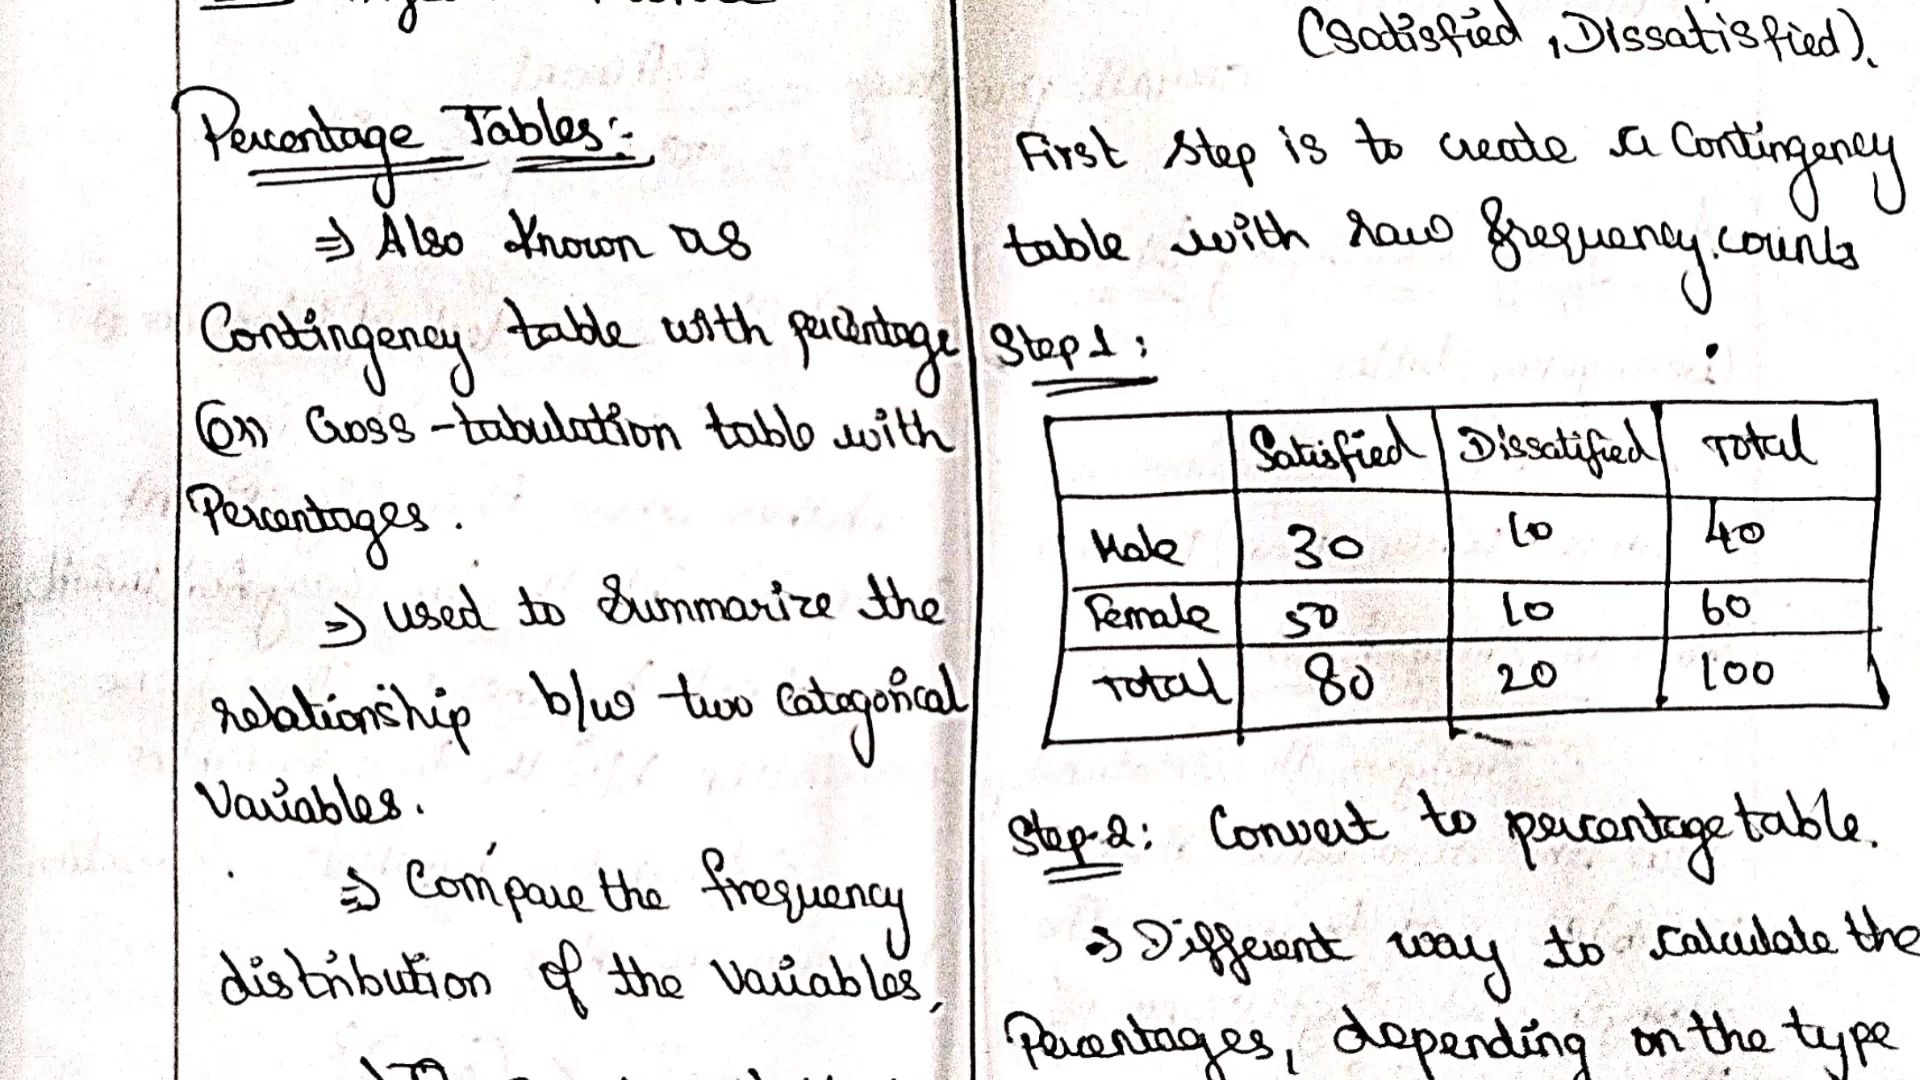 Percentage Tables :-
⇒ Also Known as
Contingency table with percentage
(or) Cross-tabulation table with
Percentages.
⇒ used to Summarize the
relationship b/w two Categorical
Variables.
⇒ Compare the frequency
distribution of the Variables,
(Satisfied, Dissatisfied).
First step is to create a Contingency
table with raw frequency counts
Step 1 :
Satisfied Dissatified Total
Male 30 10 40
Female 50 10 60
Total 80 20 100
Step-2 : Convert to percentage table.
⇒ Different way to calculate the
Percentages, depending on the type